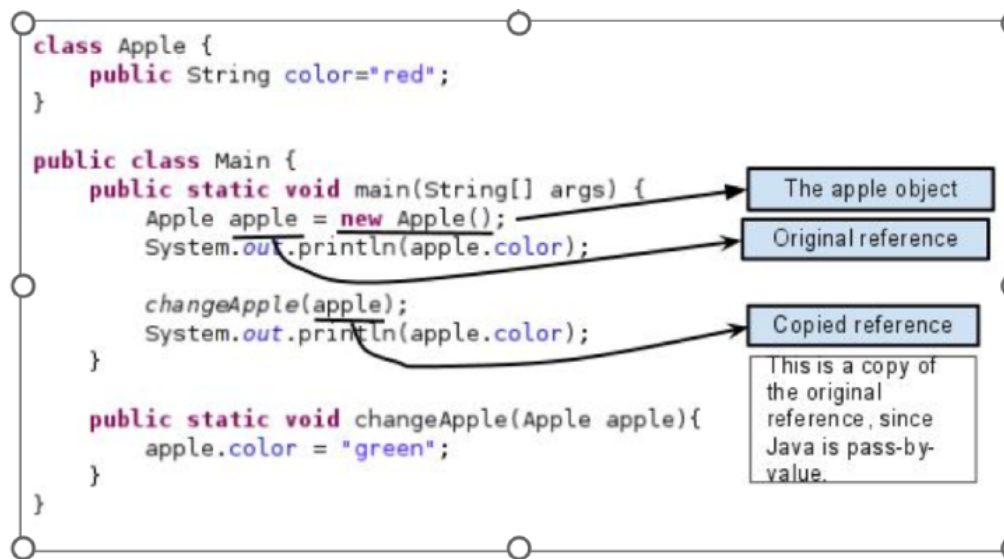 class Apple {
    public String color="red";
}
public class Main {
    public static void main(String[] args) {
        Apple apple = new Apple();
        System.out.println(apple.color);
        changeApple(apple);
        System.out.println(apple.color);
    }
    public static void changeApple(Apple apple){
        apple.color = "green";
    }
}
The apple object
Original reference
Copied reference
This is a copy of
the original
reference, since
Java is pass-by-
value.